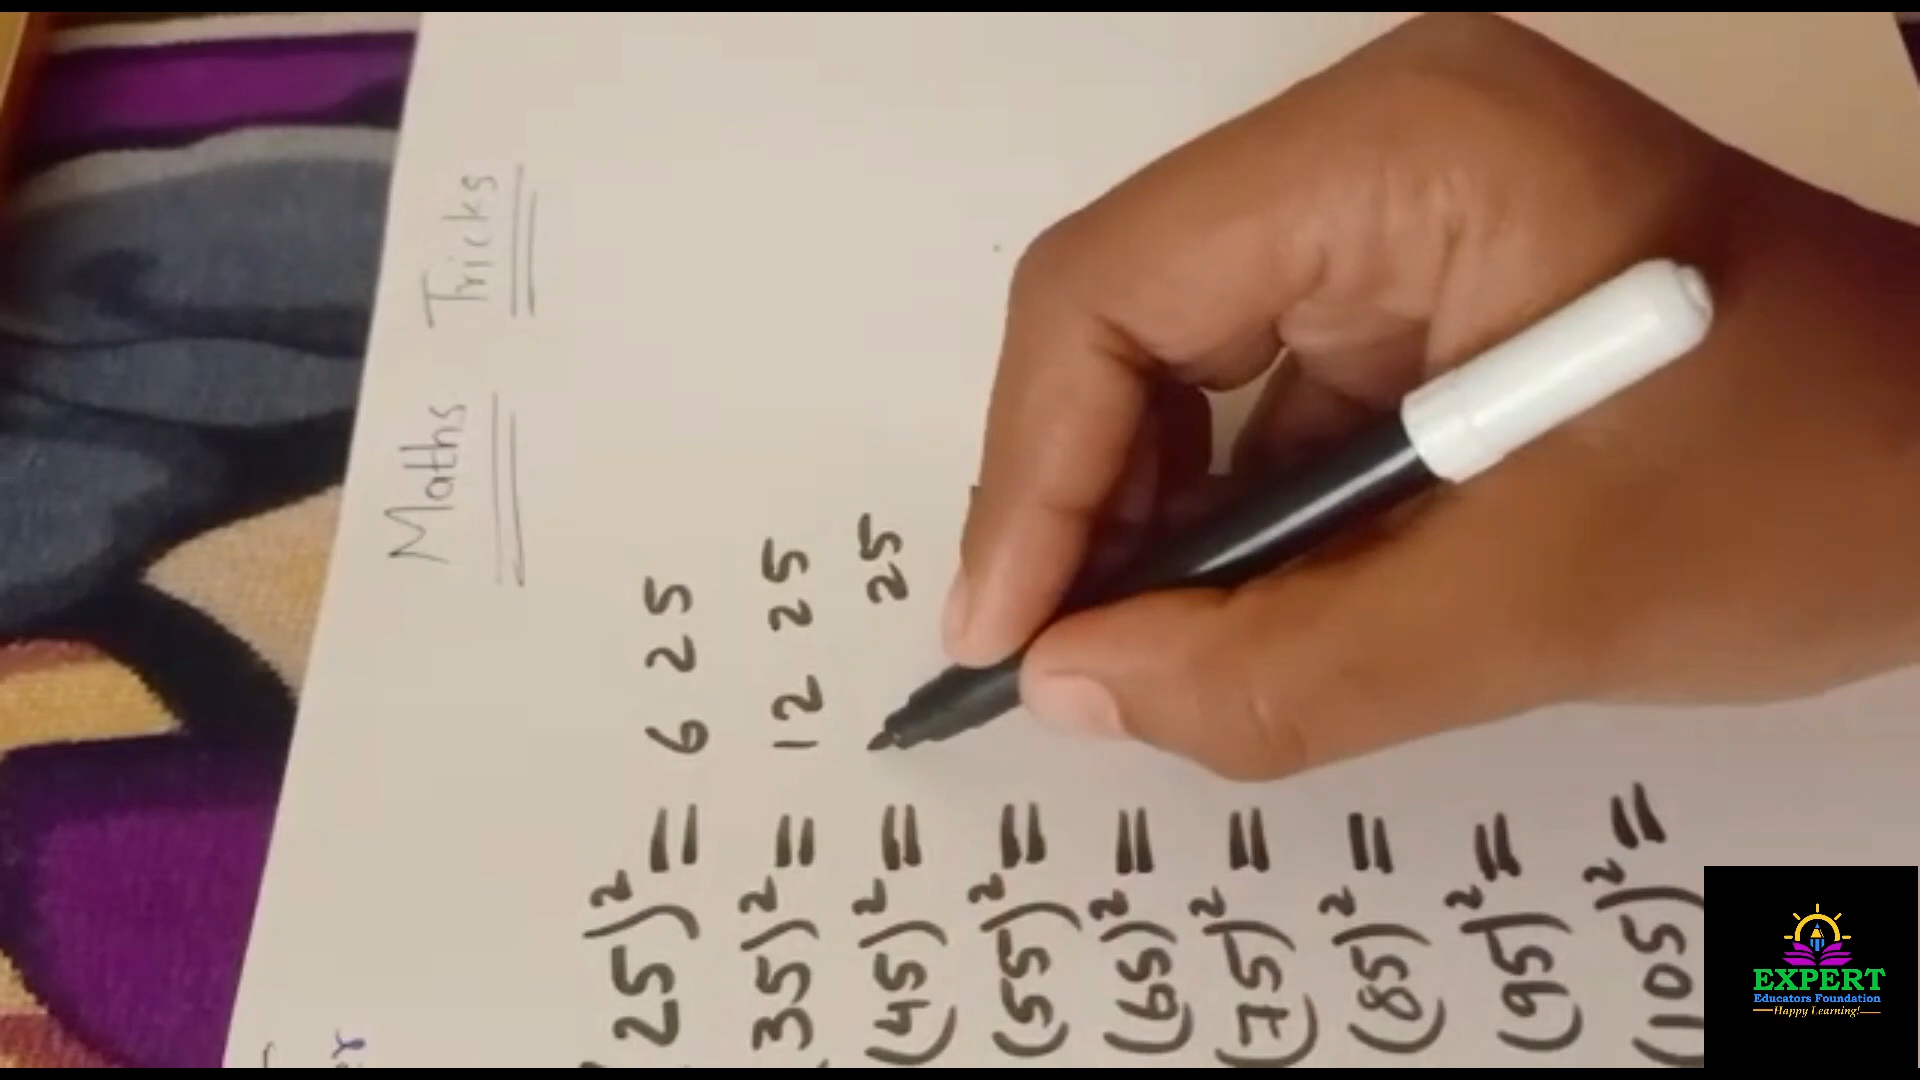 Maths Tricks
(25)² = 6 25
(35)² = 12 25
(45)² = 25
(55)² =
(65)² =
(75)² =
(85)² =
(95)² =
(105)² =
EXPERT
Educators Foundation
Happy Learning!